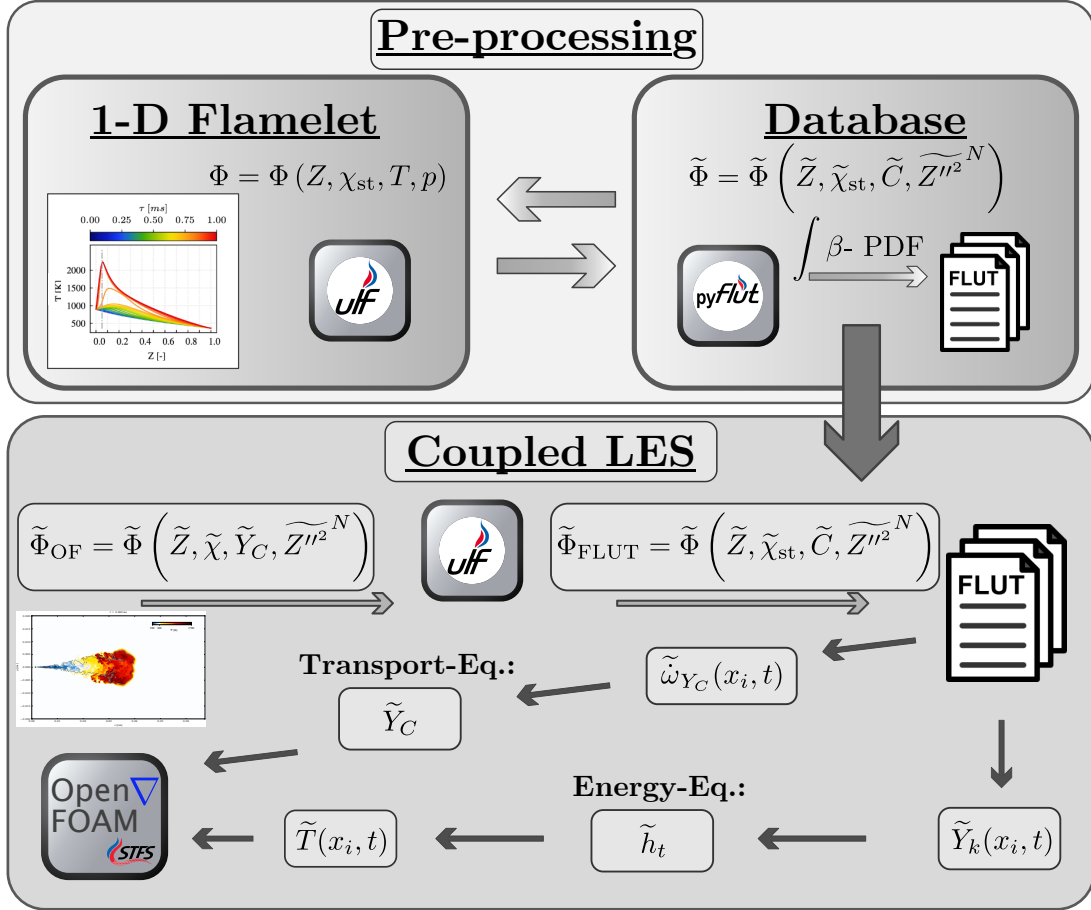 Pre-processing
1-D Flamelet
Φ = Φ (Z, χ_st, T, p)
τ [ms]
0.00 0.25 0.50 0.75 1.00
T [K]
2000
1500
1000
500
0.0 0.2 0.4 0.6 0.8 1.0
Z [-]
ulf
Database
Φ̃ = Φ̃ (Z̃, χ̃_st, C̃, Z̃″²^N)
∫ β- PDF
pyFlut
FLUT
Coupled LES
Φ̃_OF = Φ̃ (Z̃, χ̃, Ỹ_C, Z̃″²^N)
ulf
Φ̃_FLUT = Φ̃ (Z̃, χ̃_st, C̃, Z̃″²^N)
FLUT
Transport-Eq.:
ω̇̃_{Y_C}(x_i, t)
Ỹ_C
Open▽
FOAM
STFS
Energy-Eq.:
T̃(x_i, t)
h̃_t
Ỹ_k(x_i, t)